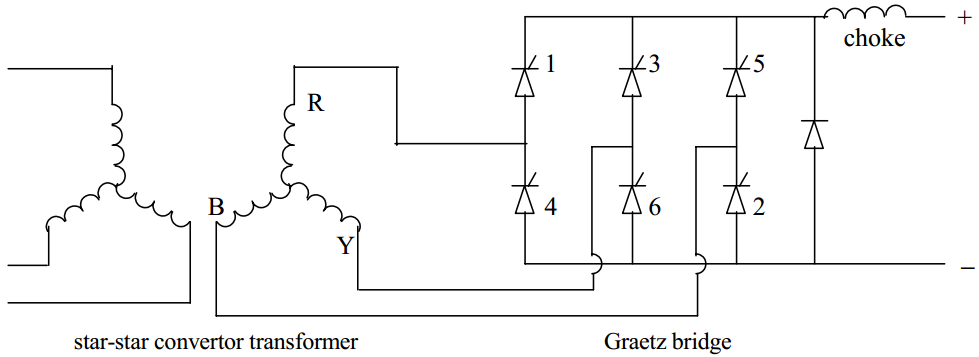 +
choke
1
3
5
R
B
4
6
2
Y
–
star-star convertor transformer
Graetz bridge